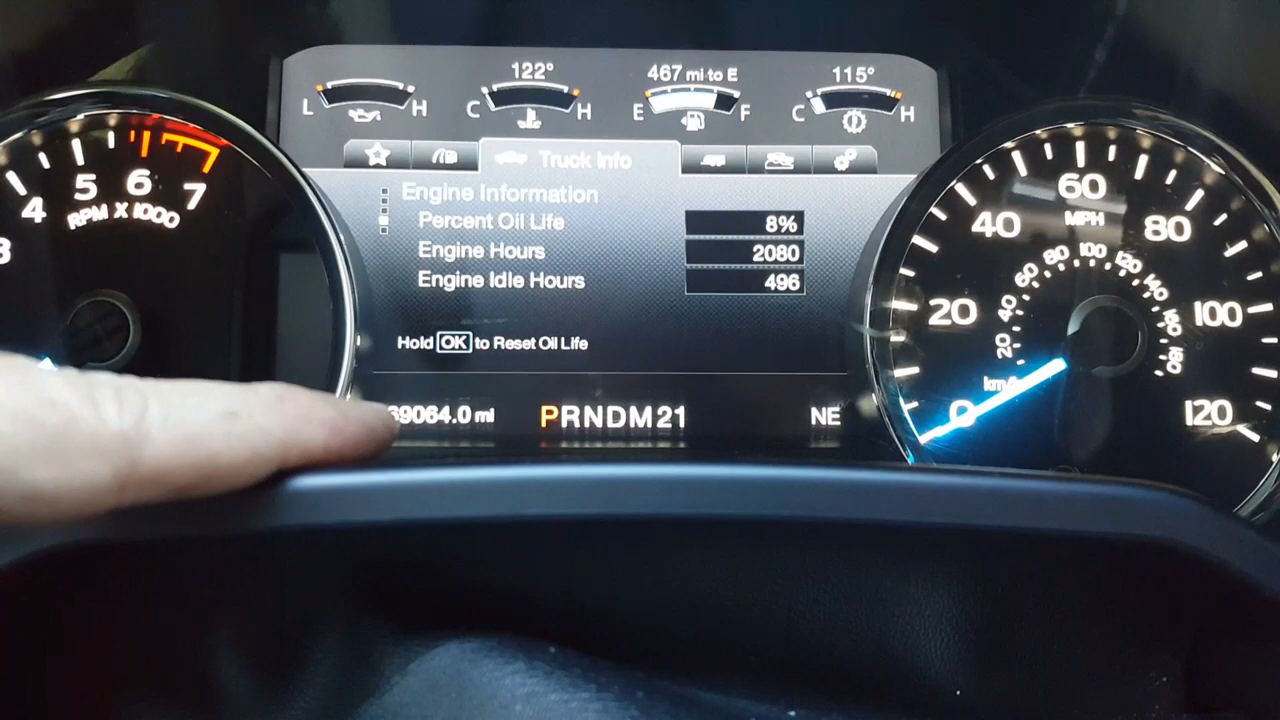 122° 467 mi to E 115°
L H C H E F C H
Truck Info
Engine Information
Percent Oil Life 8%
Engine Hours 2080
Engine Idle Hours 496
Hold OK to Reset Oil Life
69064.0 mi PRNDM21 NE
3 4 5 6 7
RPM X 1000
0 20 40 60 80 100 120
MPH
20 40 60 80 100 120 140 160 180
km/h